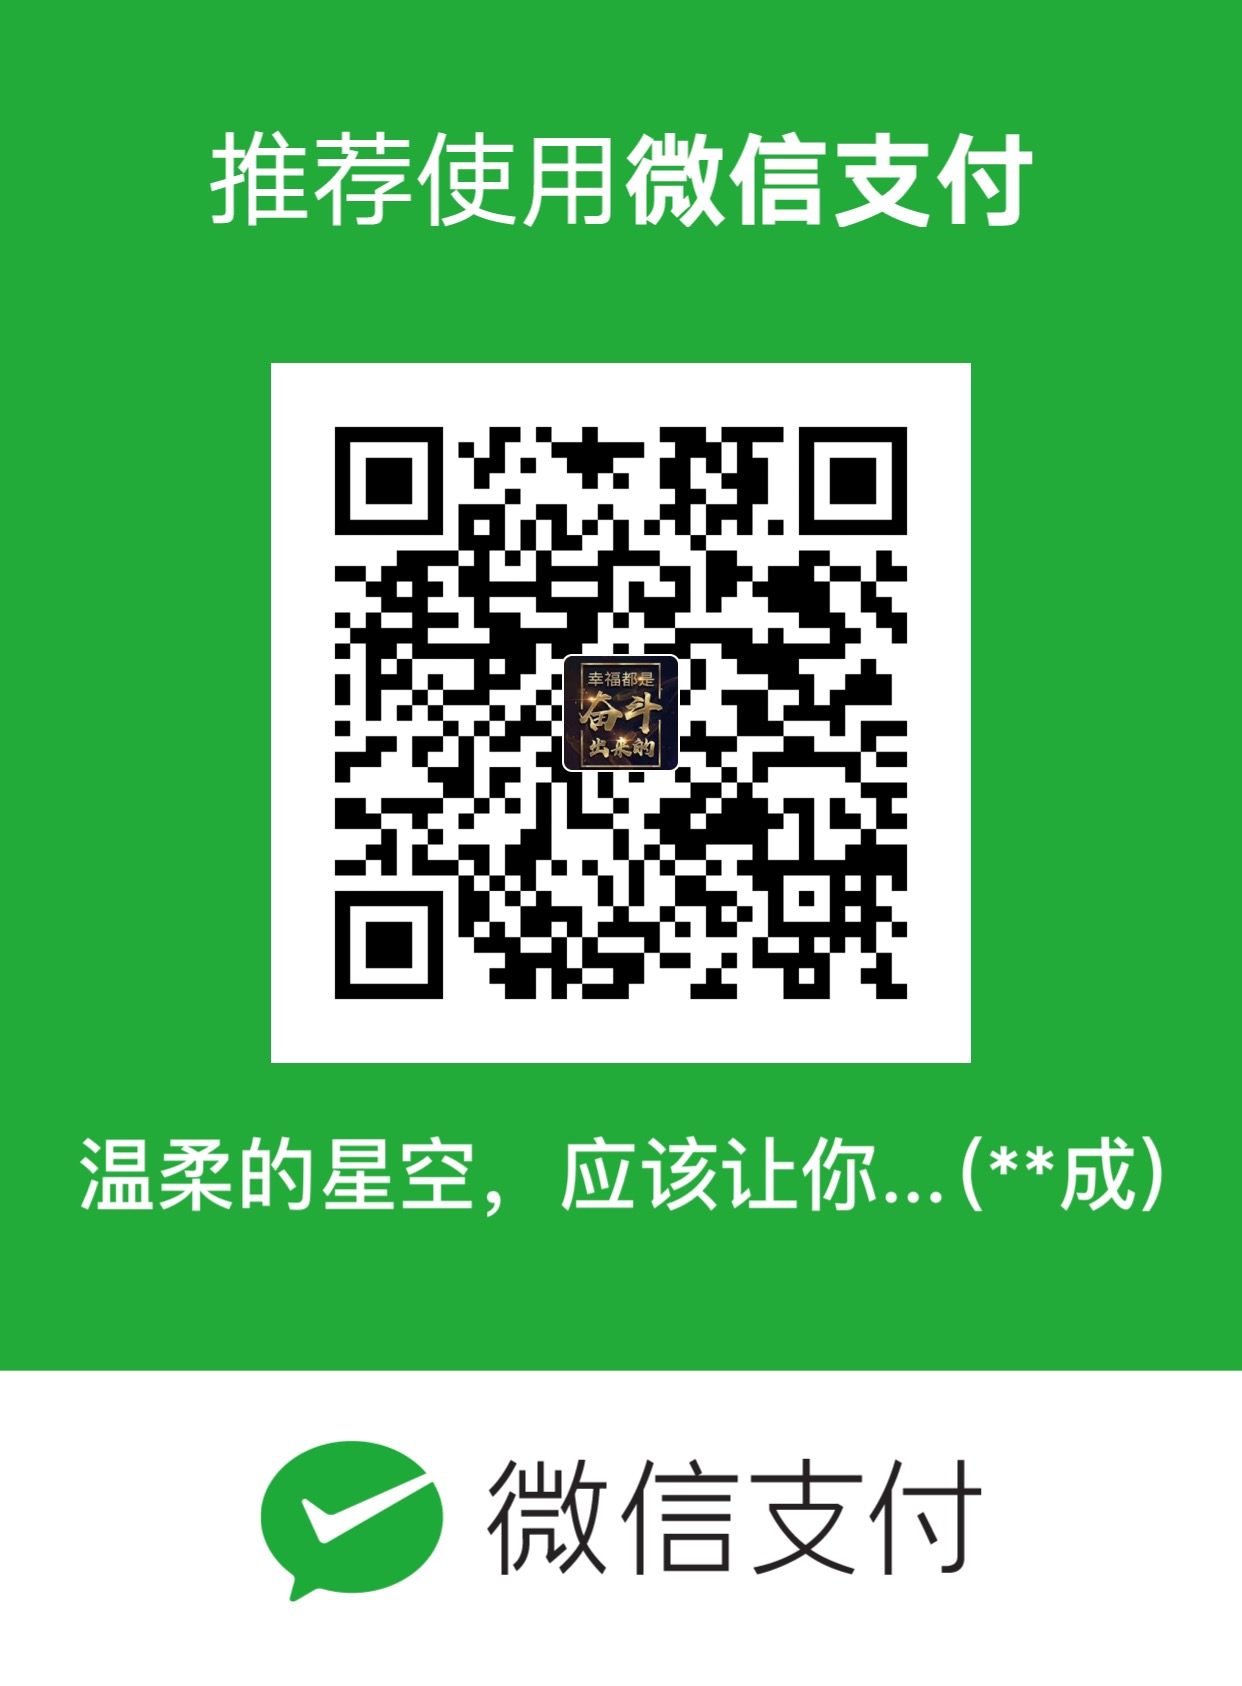 推荐使用微信支付
幸福都是
奋斗
出来的
温柔的星空，应该让你...(**成)
微信支付